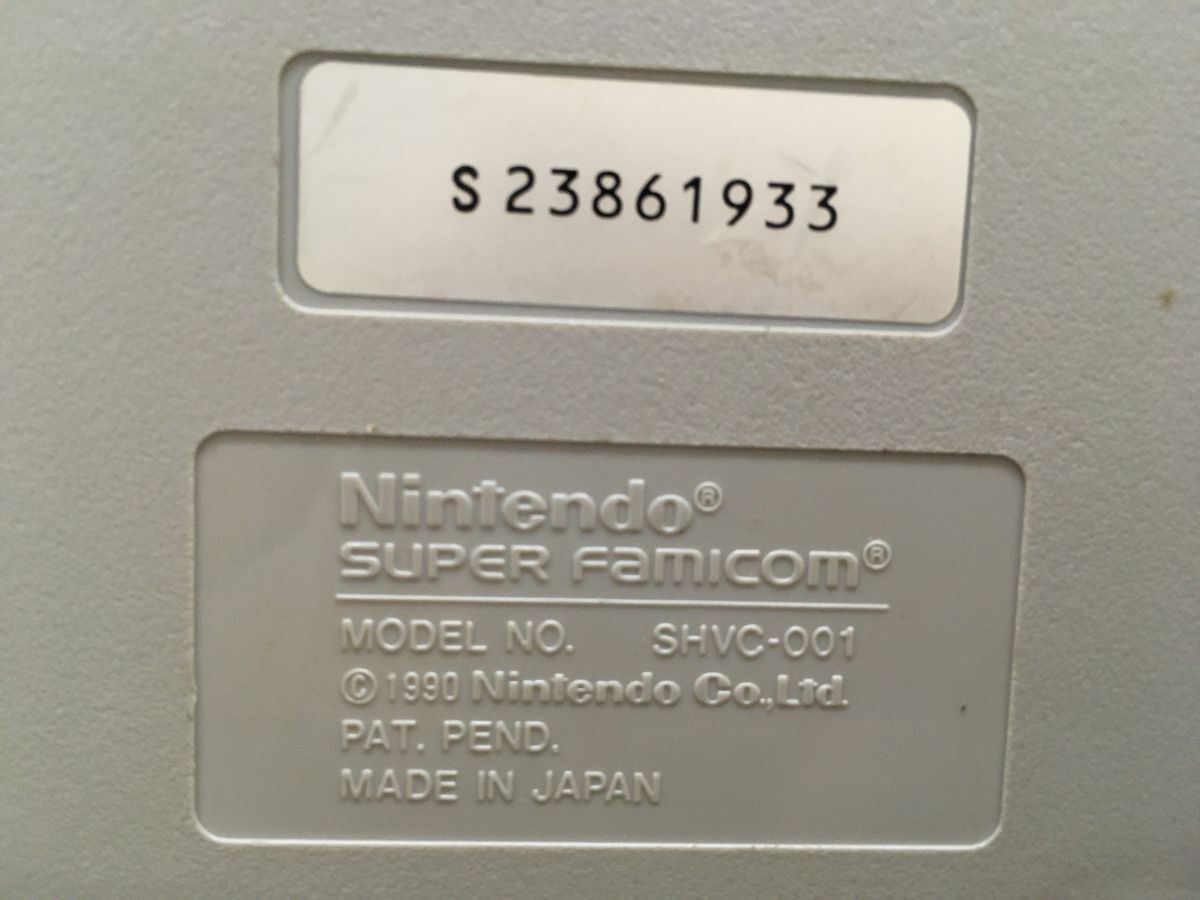 S 23861933
Nintendo®
SUPER Famicom®
MODEL NO. SHVC-001
© 1990 Nintendo Co.,Ltd.
PAT. PEND.
MADE IN JAPAN